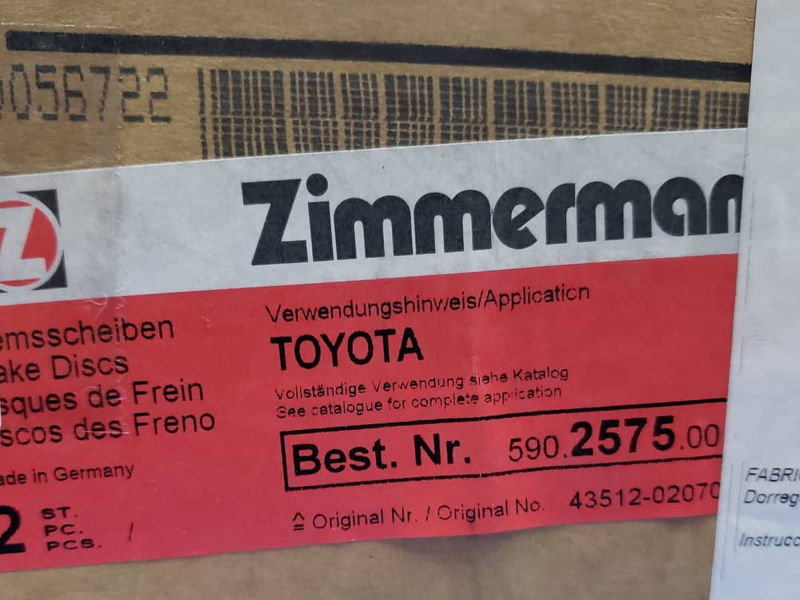 0056722
Z
Zimmerman
emsscheiben
ake Discs
sques de Frein
scos des Freno
ade in Germany
2 ST.
PC. /
PCS.
Verwendungshinweis/Application
TOYOTA
Vollständige Verwendung siehe Katalog
See catalogue for complete application
Best. Nr. 590.2575.00
≙ Original Nr. / Original No. 43512-02070
FABRI
Dorreg
Instrucc